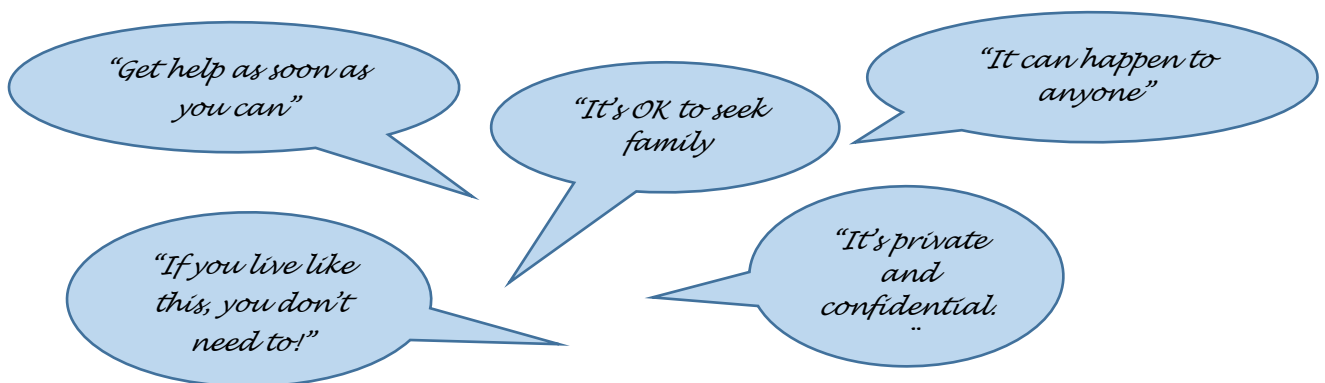 “Get help as soon as
you can”
“It’s OK to seek
family
“It can happen to
anyone”
“If you live like
this, you don’t
need to!”
“It’s private
and
confidential.
”